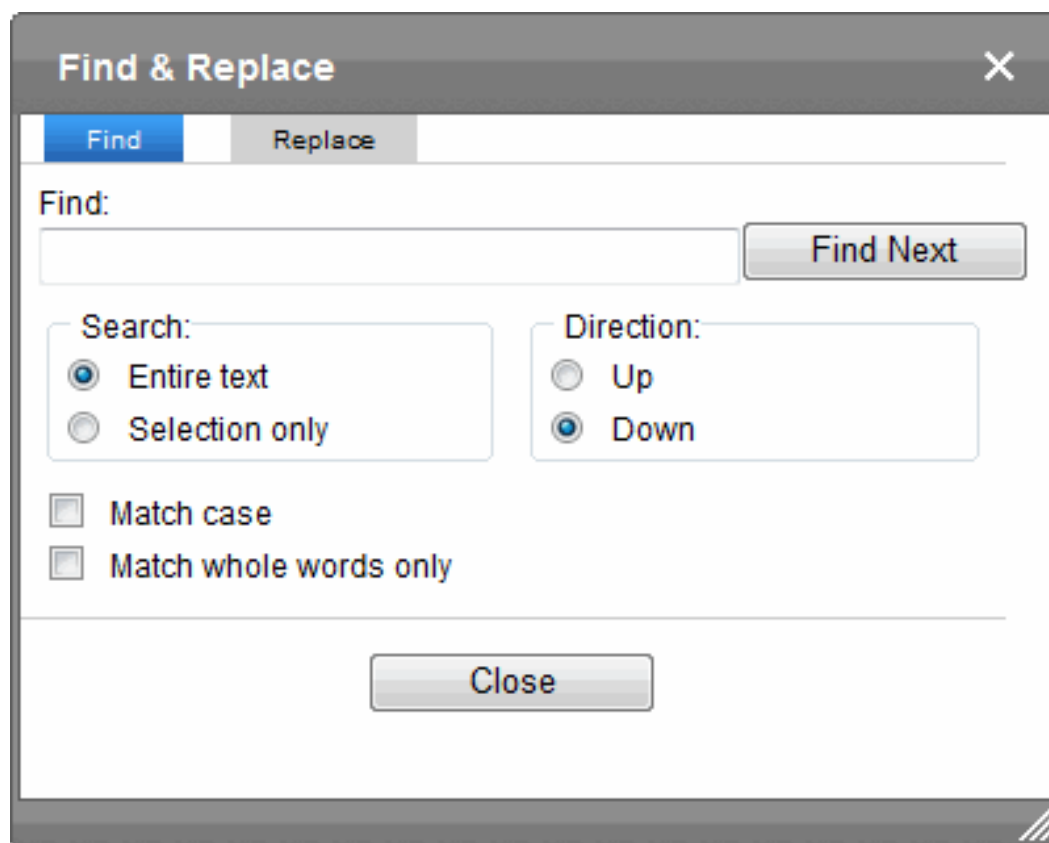 Find & Replace
Find Replace
Find:
Find Next
Search: Direction:
Entire text Up
Selection only Down
Match case
Match whole words only
Close